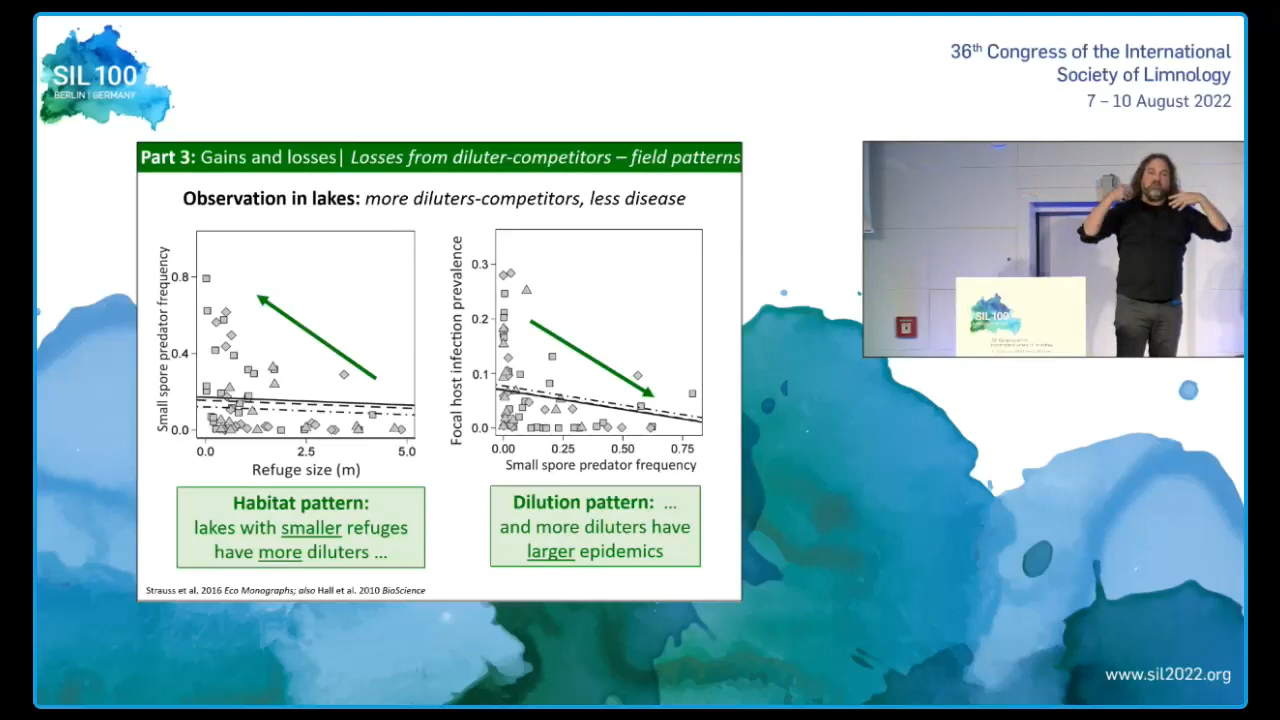 SIL 100
BERLIN | GERMANY
36th Congress of the International
Society of Limnology
7 – 10 August 2022
Part 3: Gains and losses| Losses from diluter-competitors – field patterns
Observation in lakes: more diluters-competitors, less disease
Small spore predator frequency
0.8
0.4
0.0
0.0 2.5 5.0
Refuge size (m)
Focal host infection prevalence
0.3
0.2
0.1
0.0
0.00 0.25 0.50 0.75
Small spore predator frequency
Habitat pattern:
lakes with smaller refuges
have more diluters ...
Dilution pattern: ...
and more diluters have
larger epidemics
Strauss et al. 2016 Eco Monographs; also Hall et al. 2010 BioScience
SIL 100
www.sil2022.org